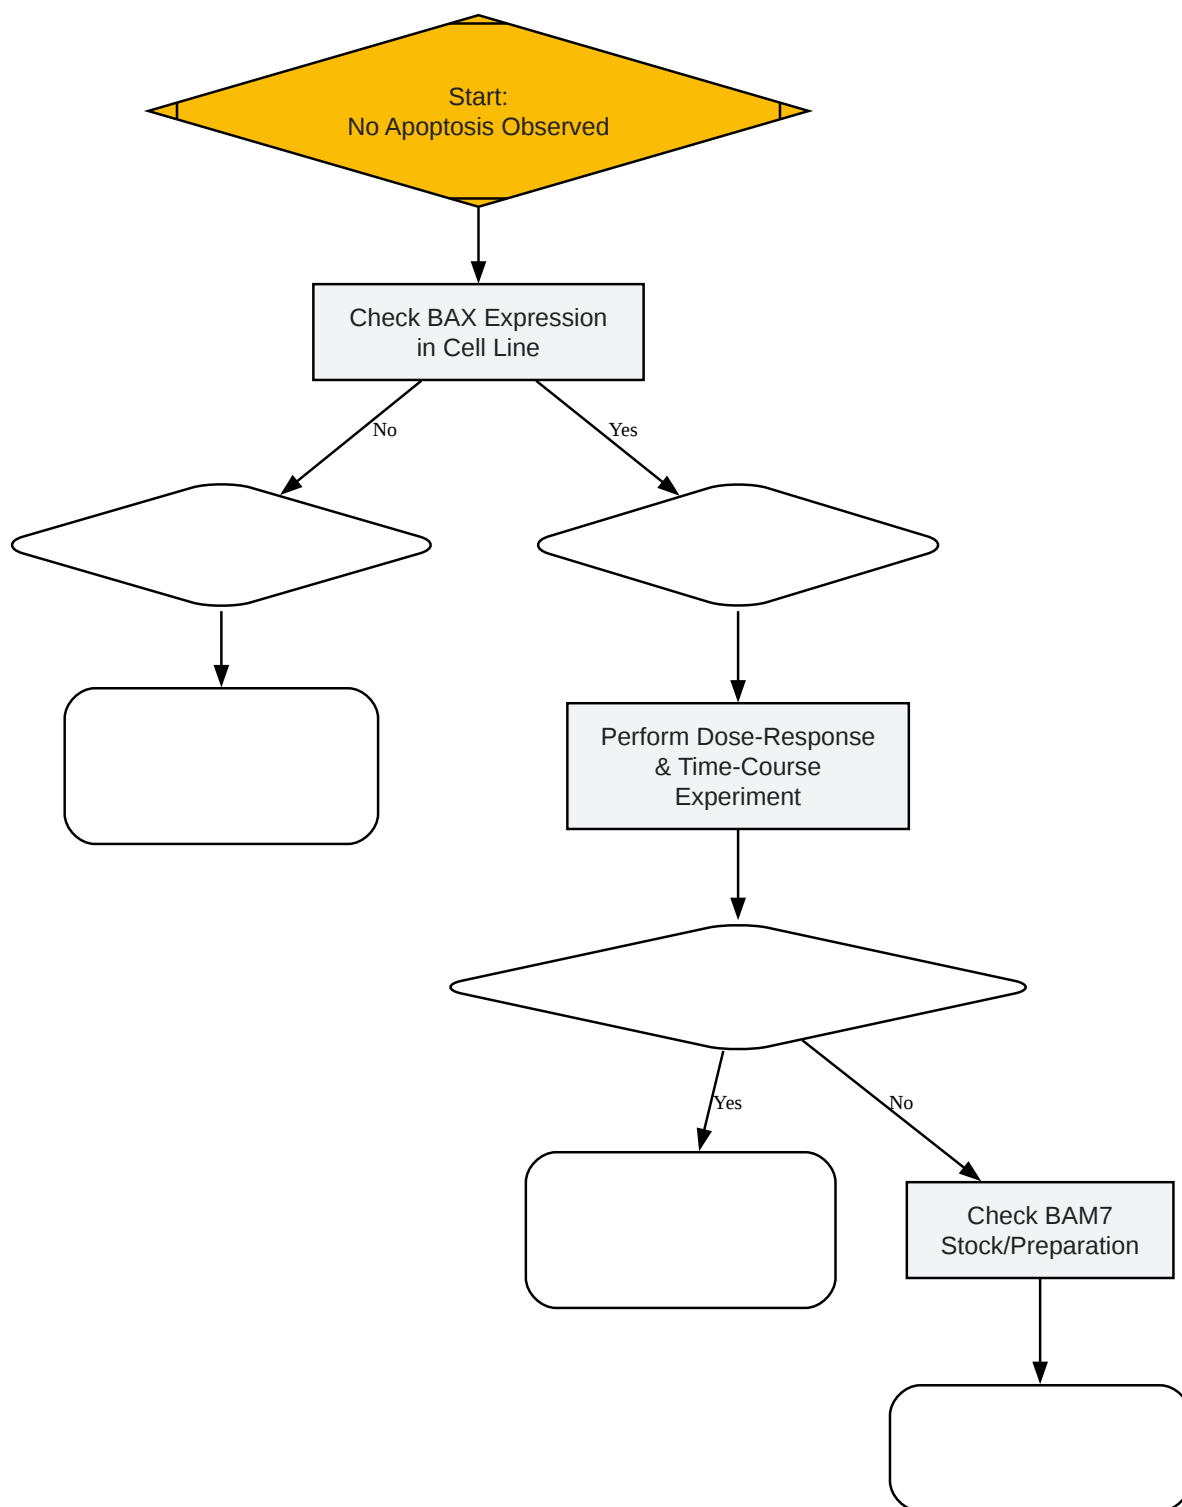 Start:
No Apoptosis Observed
Check BAX Expression
in Cell Line
No
Yes
Perform Dose-Response
& Time-Course
Experiment
Yes
No
Check BAM7
Stock/Preparation